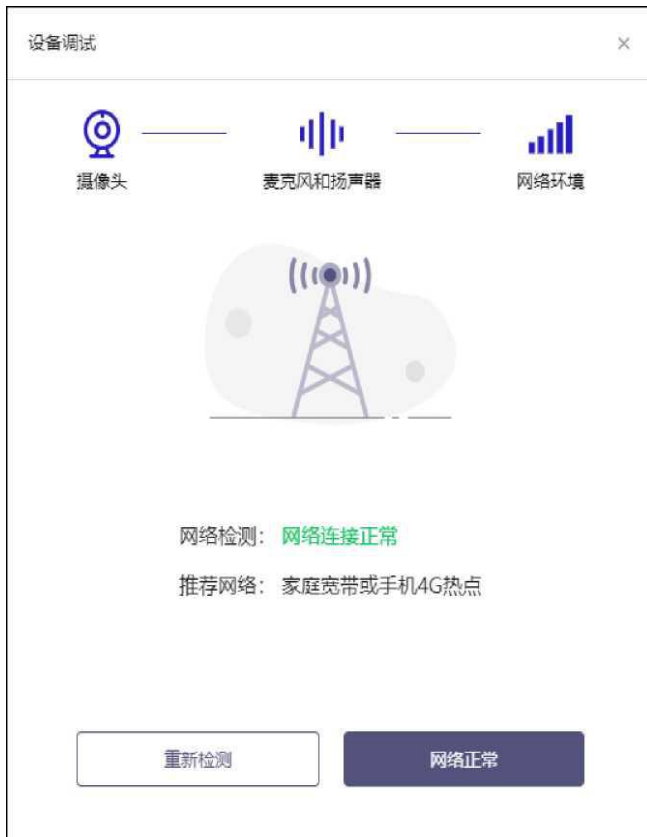 设备调试
摄像头 麦克风和扬声器 网络环境
网络检测： 网络连接正常
推荐网络： 家庭宽带或手机4G热点
重新检测 网络正常